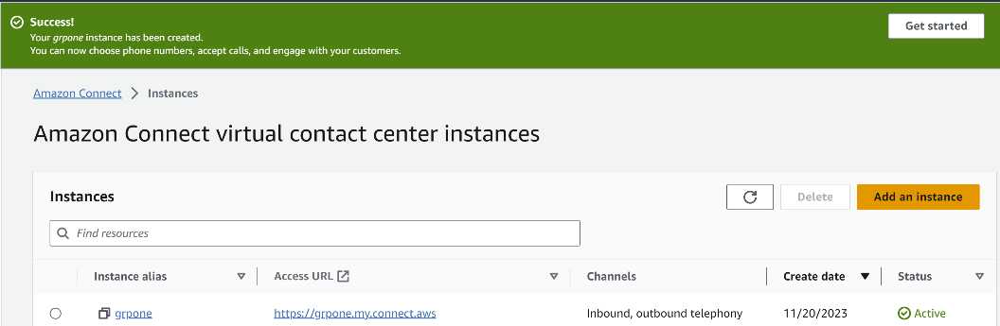 Success!
Your grpone instance has been created.
You can now choose phone numbers, accept calls, and engage with your customers.
Get started
Amazon Connect
Instances
Amazon Connect virtual contact center instances
Instances
Delete
Add an instance
Find resources
Instance alias
Access URL
Channels
Create date
Status
grpone
https://grpone.my.connect.aws
Inbound, outbound telephony
11/20/2023
Active